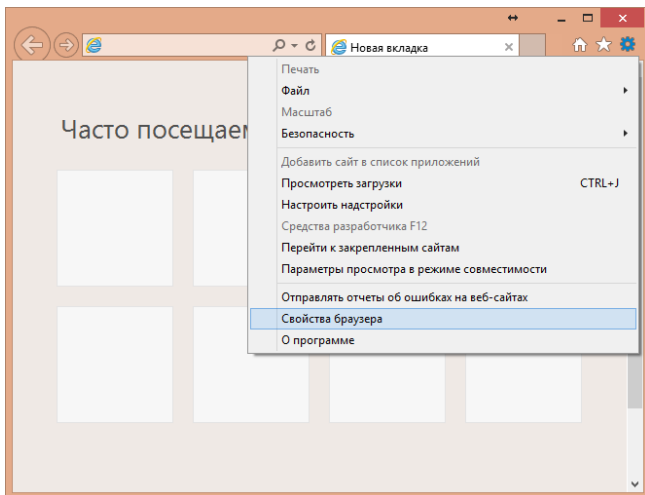 Новая вкладка
Печать
Файл
Масштаб
Безопасность
Часто посещаем
Добавить сайт в список приложений
Просмотреть загрузки CTRL+J
Настроить надстройки
Средства разработчика F12
Перейти к закрепленным сайтам
Параметры просмотра в режиме совместимости
Отправлять отчеты об ошибках на веб-сайтах
Свойства браузера
О программе